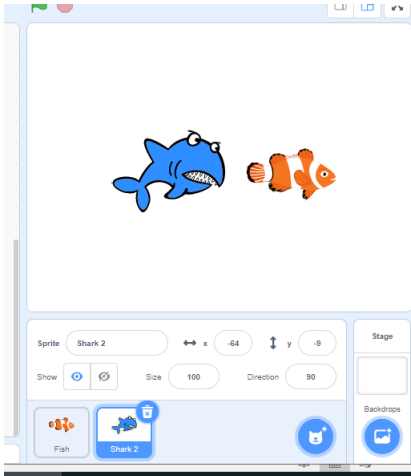 Sprite Shark 2 x -64 y -9
Show Size 100 Direction 90
Fish Shark 2
Stage
Backdrops